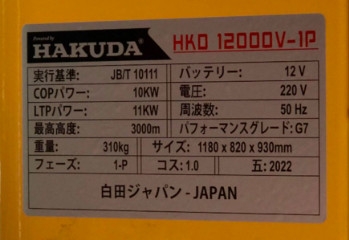 Powered by
HAKUDA HKD 12000V-1P
実行基準: JB/T 10111 バッテリー: 12 V
COPパワー: 10KW 電圧: 220 V
LTPパワー: 11KW 周波数: 50 Hz
最高高度: 3000m パフォーマンスグレード: G7
重量: 310kg サイズ: 1180 x 820 x 930mm
フェーズ: 1-P コス: 1.0 五: 2022
白田ジャパン - JAPAN